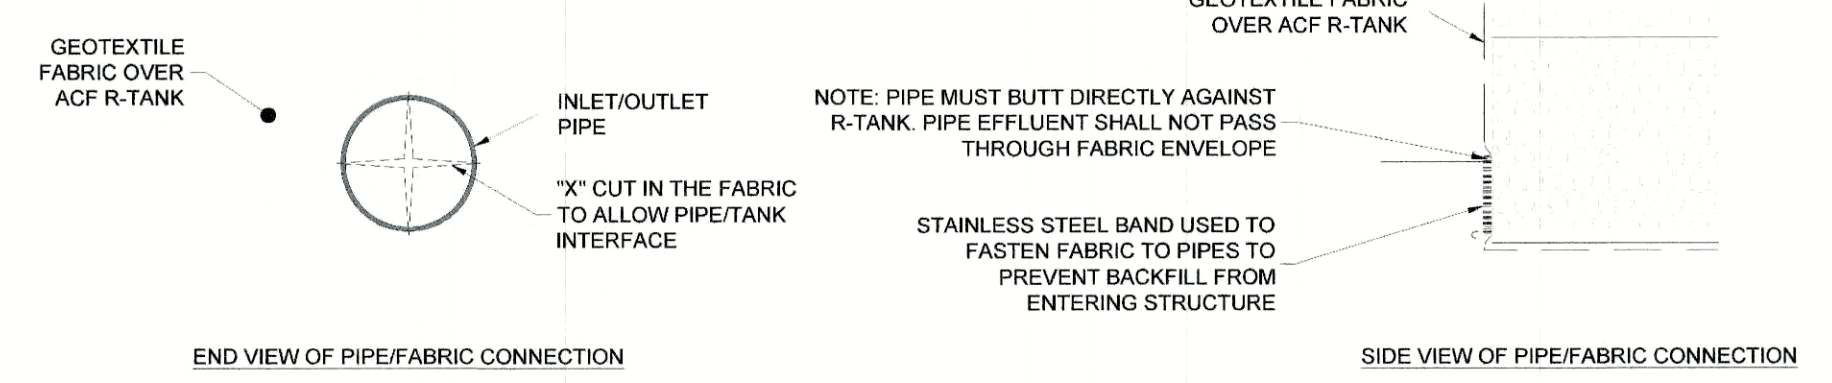 GEOTEXTILE
FABRIC OVER
ACF R-TANK
INLET/OUTLET
PIPE
"X" CUT IN THE FABRIC
TO ALLOW PIPE/TANK
INTERFACE
END VIEW OF PIPE/FABRIC CONNECTION
GEOTEXTILE FABRIC
OVER ACF R-TANK
NOTE: PIPE MUST BUTT DIRECTLY AGAINST
R-TANK. PIPE EFFLUENT SHALL NOT PASS
THROUGH FABRIC ENVELOPE
STAINLESS STEEL BAND USED TO
FASTEN FABRIC TO PIPES TO
PREVENT BACKFILL FROM
ENTERING STRUCTURE
SIDE VIEW OF PIPE/FABRIC CONNECTION